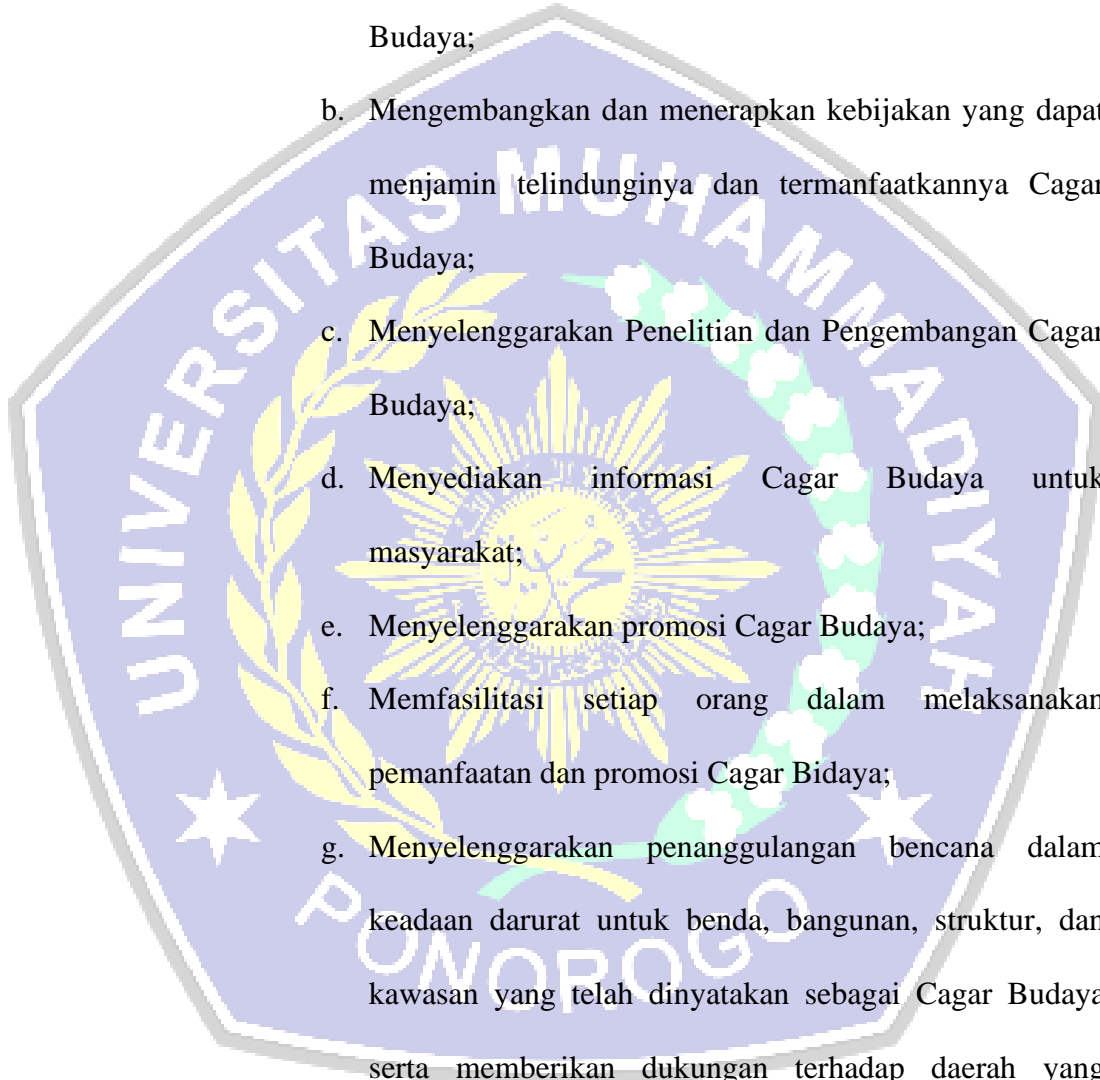 Budaya;
b. Mengembangkan dan menerapkan kebijakan yang dapat
menjamin telindunginya dan termanfaatkannya Cagar
Budaya;
c. Menyelenggarakan Penelitian dan Pengembangan Cagar
Budaya;
d. Menyediakan informasi Cagar Budaya untuk
masyarakat;
e. Menyelenggarakan promosi Cagar Budaya;
f. Memfasilitasi setiap orang dalam melaksanakan
pemanfaatan dan promosi Cagar Bidaya;
g. Menyelenggarakan penanggulangan bencana dalam
keadaan darurat untuk benda, bangunan, struktur, dan
kawasan yang telah dinyatakan sebagai Cagar Budaya
serta memberikan dukungan terhadap daerah yang
UNIVERSITAS MUHAMMADIYAH
PONOROGO